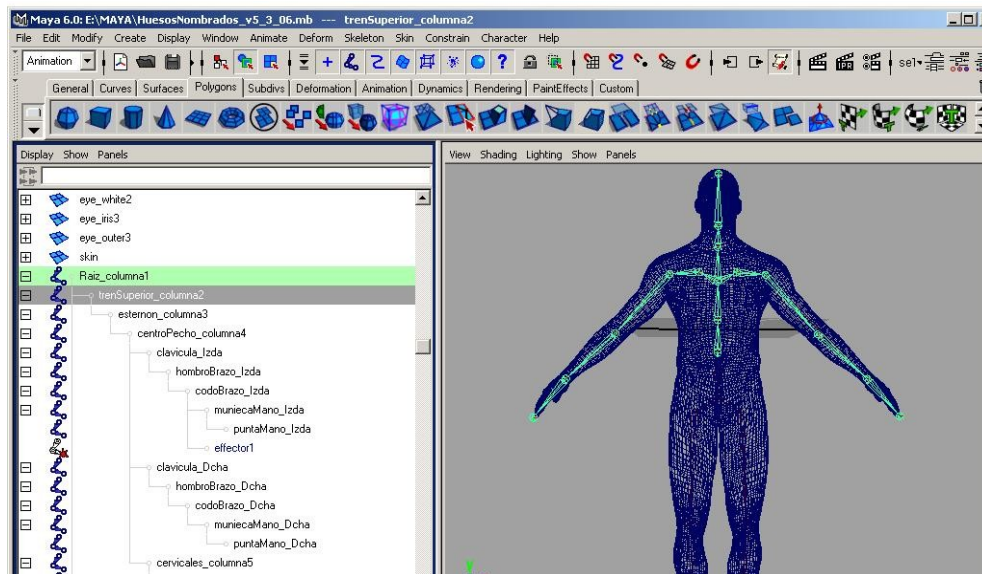 Maya 6.0: E:\MAYA\HuesosNombrados_v5_3_06.mb --- trenSuperior_columna2
File Edit Modify Create Display Window Animate Deform Skeleton Skin Constrain Character Help
Animation sel
General Curves Surfaces Polygons Subdivs Deformation Animation Dynamics Rendering PaintEffects Custom
Display Show Panels
View Shading Lighting Show Panels
eye_white2
eye_iris3
eye_outer3
skin
Raiz_columna1
trenSuperior_columna2
esternon_columna3
centroPecho_columna4
clavicula_Izda
hombroBrazo_Izda
codoBrazo_Izda
muniecaMano_Izda
puntaMano_Izda
effector1
clavicula_Dcha
hombroBrazo_Dcha
codoBrazo_Dcha
muniecaMano_Dcha
puntaMano_Dcha
cervicales_columna5
y